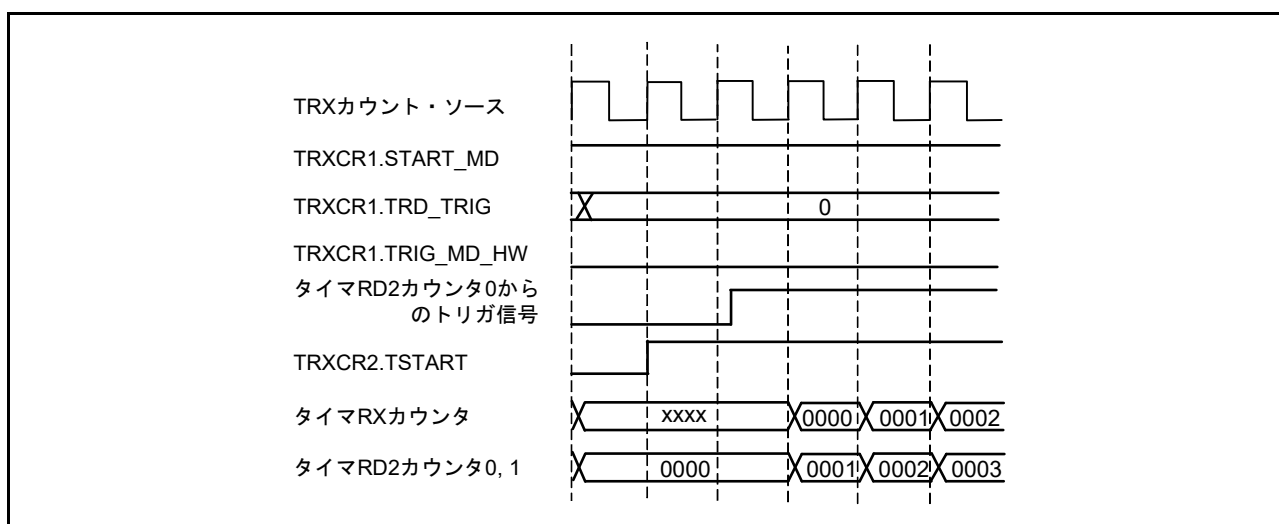 TRXカウント・ソース
TRXCR1.START_MD
TRXCR1.TRD_TRIG
0
TRXCR1.TRIG_MD_HW
タイマRD2カウンタ0から
のトリガ信号
TRXCR2.TSTART
タイマRXカウンタ
xxxx 0000 0001 0002
タイマRD2カウンタ0, 1
0000 0001 0002 0003